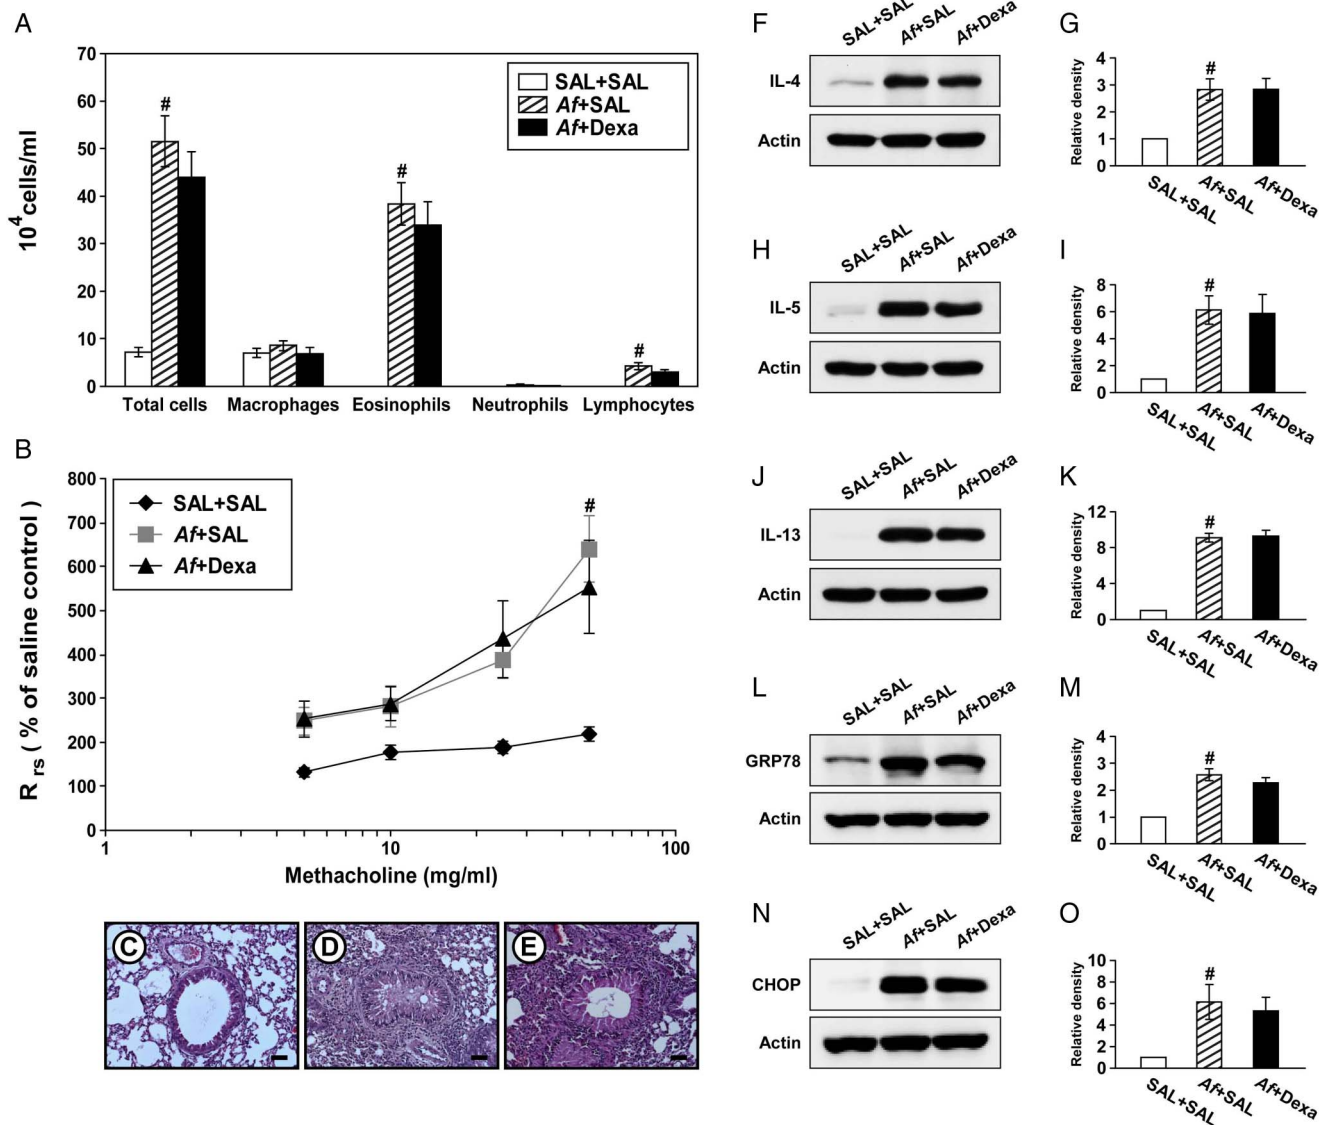 A
70
60
50
40
30
20
10
0
10⁴cells/ml
SAL+SAL
Af+SAL
Af+Dexa
#
#
#
Total cells Macrophages Eosinophils Neutrophils Lymphocytes
B
800
700
600
500
400
300
200
100
0
R rs ( % of saline control )
SAL+SAL
Af+SAL
Af+Dexa
#
1 10 100
Methacholine (mg/ml)
C D E
F
SAL+SAL Af+SAL Af+Dexa
IL-4
Actin
G
Relative density
4
3
2
1
0
#
SAL+SAL Af+SAL Af+Dexa
H
SAL+SAL Af+SAL Af+Dexa
IL-5
Actin
I
Relative density
8
6
4
2
0
#
SAL+SAL Af+SAL Af+Dexa
J
SAL+SAL Af+SAL Af+Dexa
IL-13
Actin
K
Relative density
12
8
4
0
#
SAL+SAL Af+SAL Af+Dexa
L
SAL+SAL Af+SAL Af+Dexa
GRP78
Actin
M
Relative density
4
3
2
1
0
#
SAL+SAL Af+SAL Af+Dexa
N
SAL+SAL Af+SAL Af+Dexa
CHOP
Actin
O
Relative density
10
8
6
4
2
0
#
SAL+SAL Af+SAL Af+Dexa